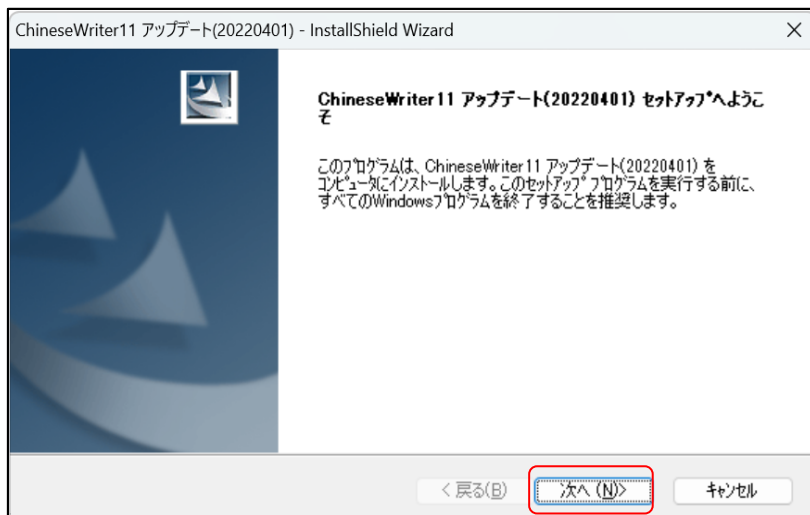 ChineseWriter11 アップデート(20220401) - InstallShield Wizard
ChineseWriter11 アップデート(20220401) ｾｯﾄｱｯﾌﾟへようこ
そ
このﾌﾟﾛｸﾞﾗﾑは、ChineseWriter11 アップデート(20220401) を
ｺﾝﾋﾟｭｰﾀにインストールします。このｾｯﾄｱｯﾌﾟ ﾌﾟﾛｸﾞﾗﾑを実行する前に、
すべてのWindowsﾌﾟﾛｸﾞﾗﾑを終了することを推奨します。
< 戻る(B)
次へ (N)>
ｷｬﾝｾﾙ